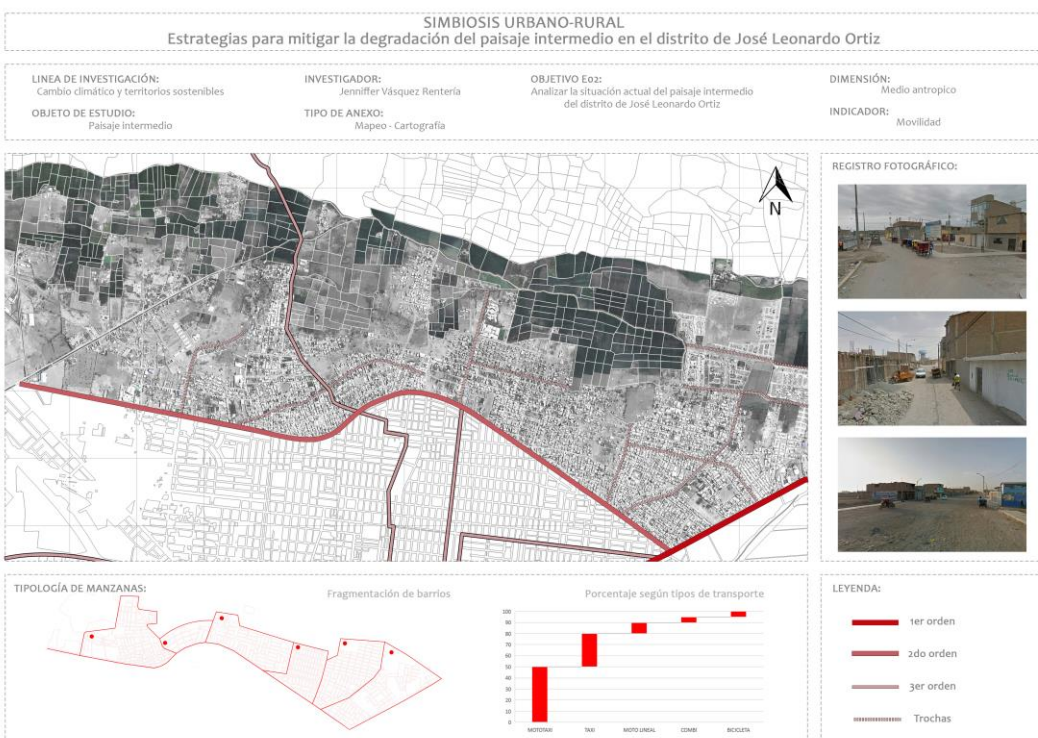 SIMBIOSIS URBANO-RURAL
Estrategias para mitigar la degradación del paisaje intermedio en el distrito de José Leonardo Ortiz
LINEA DE INVESTIGACIÓN:
Cambio climático y territorios sostenibles
OBJETO DE ESTUDIO:
Paisaje intermedio
INVESTIGADOR:
Jenniffer Vásquez Rentería
TIPO DE ANEXO:
Mapeo - Cartografía
OBJETIVO E02:
Analizar la situación actual del paisaje intermedio
del distrito de José Leonardo Ortiz
DIMENSIÓN:
Medio antropico
INDICADOR:
Movilidad
N
REGISTRO FOTOGRÁFICO:
TIPOLOGÍA DE MANZANAS:
Fragmentación de barrios
Porcentaje según tipos de transporte
100
90
80
70
60
50
40
30
20
10
0
MOTOTAXI TAXI MOTO LINEAL COMBI BICICLETA
LEYENDA:
1er orden
2do orden
3er orden
Trochas